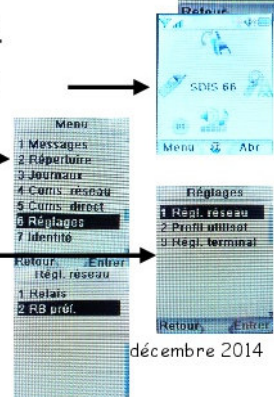 Retour
SDIS 66
Menu Abr
Menu
1 Messages
2 Répertoire
3 Journaux
4 Coms réseau
5 Coms direct
6 Réglages
7 Identité
Retour Entrer
Réglages
1 Régl. réseau
2 Profil utilisat
3 Régl. terminal
Retour Entrer
Régl. réseau
1 Relais
2 RB préf.
décembre 2014